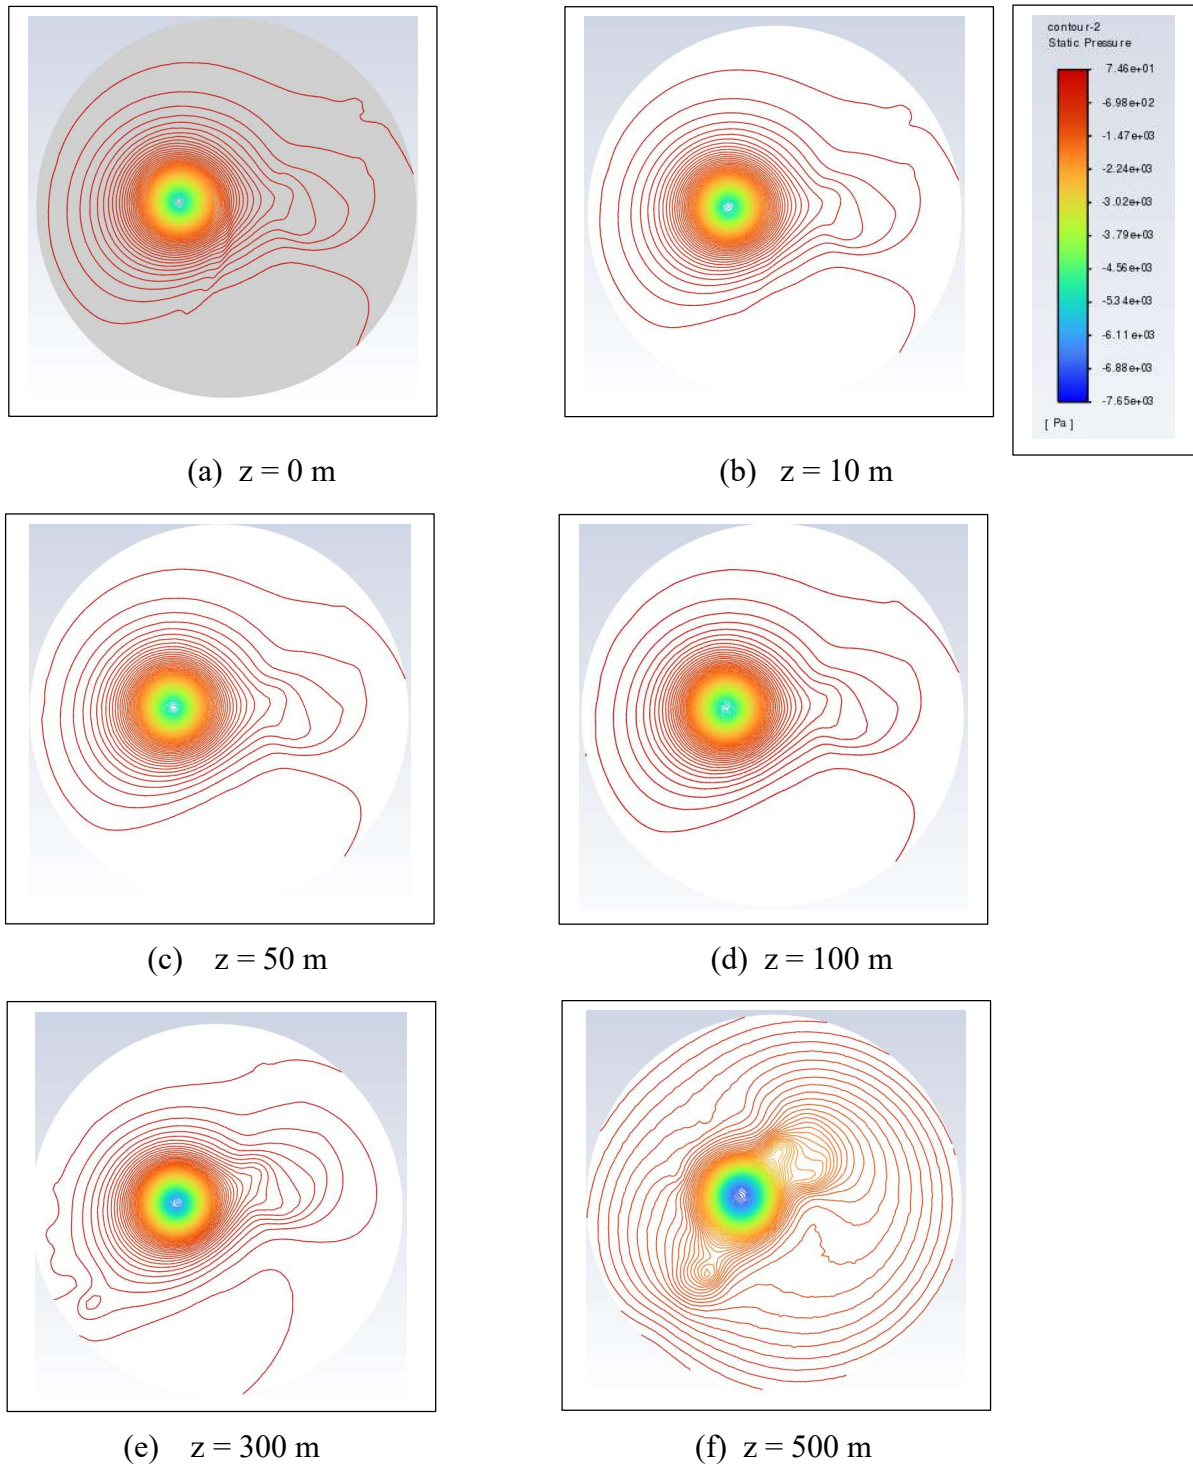 contour-2
Static Pressure
7.46e+01
-6.98e+02
-1.47e+03
-2.24e+03
-3.02e+03
-3.79e+03
-4.56e+03
-5.34e+03
-6.11e+03
-6.88e+03
-7.65e+03
[ Pa ]
(a) z = 0 m
(b) z = 10 m
(c) z = 50 m
(d) z = 100 m
(e) z = 300 m
(f) z = 500 m